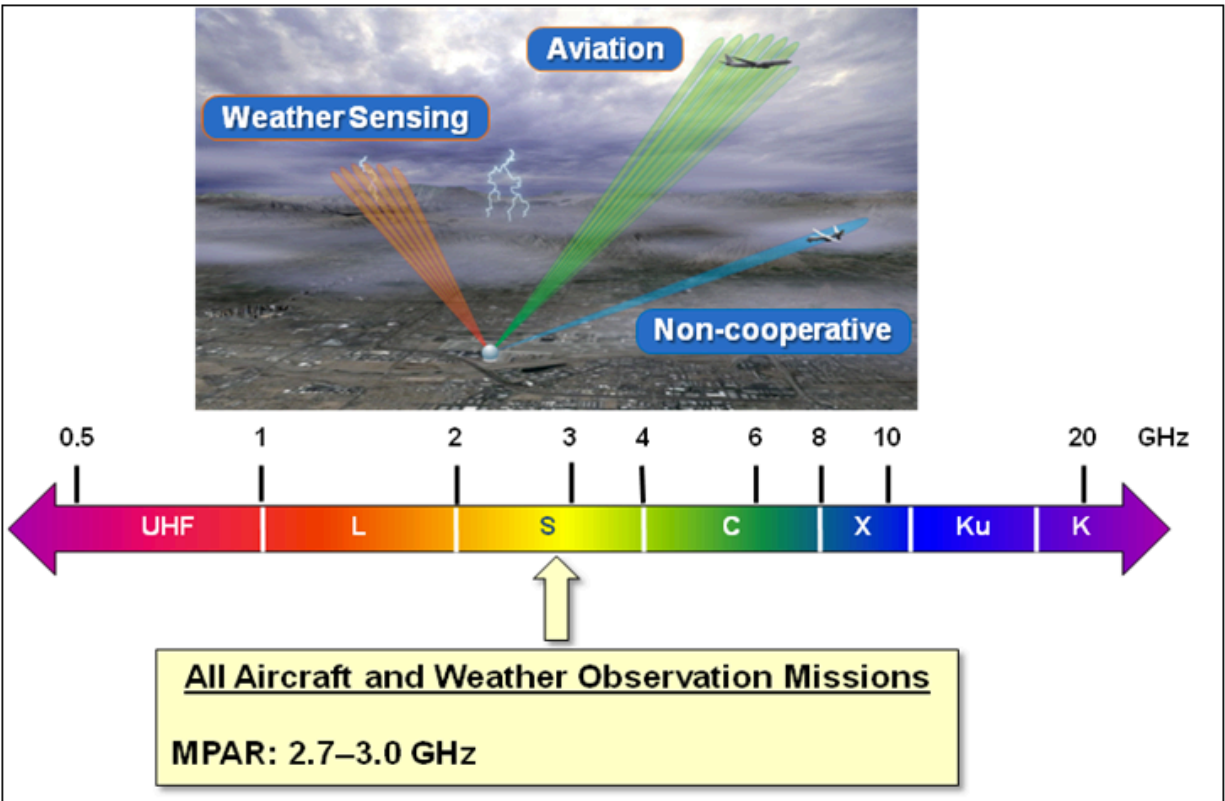 Aviation
Weather Sensing
Non-cooperative
0.5 1 2 3 4 6 8 10 20 GHz
UHF L S C X Ku K
All Aircraft and Weather Observation Missions
MPAR: 2.7–3.0 GHz